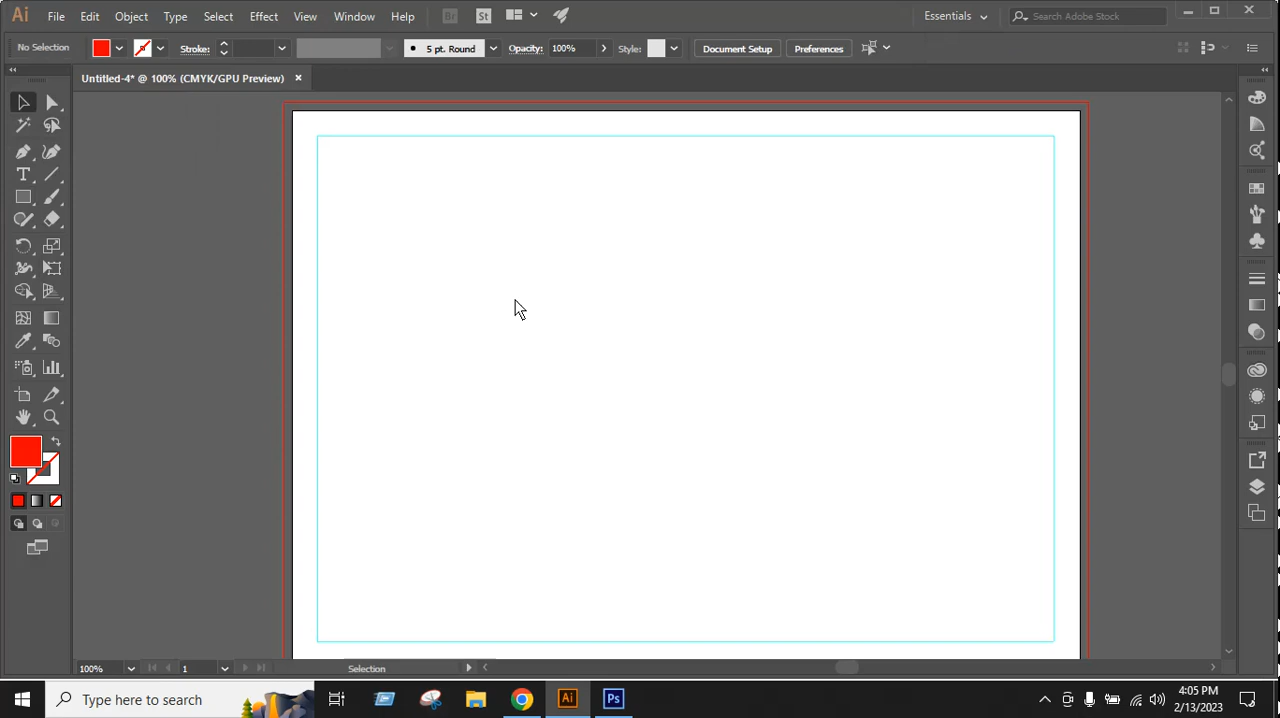 Ai File Edit Object Type Select Effect View Window Help Br St Essentials Search Adobe Stock
No Selection Stroke: 5 pt. Round Opacity: 100% Style: Document Setup Preferences
Untitled-4* @ 100% (CMYK/GPU Preview)
100% 1 Selection
Type here to search Ai Ps 4:05 PM
2/13/2023